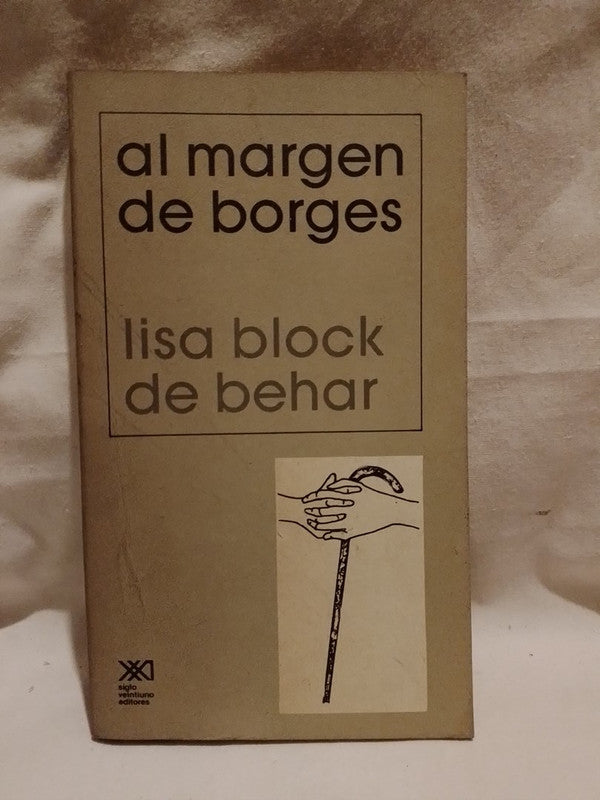 al margen
de borges
lisa block
de behar
siglo
veintiuno
editores